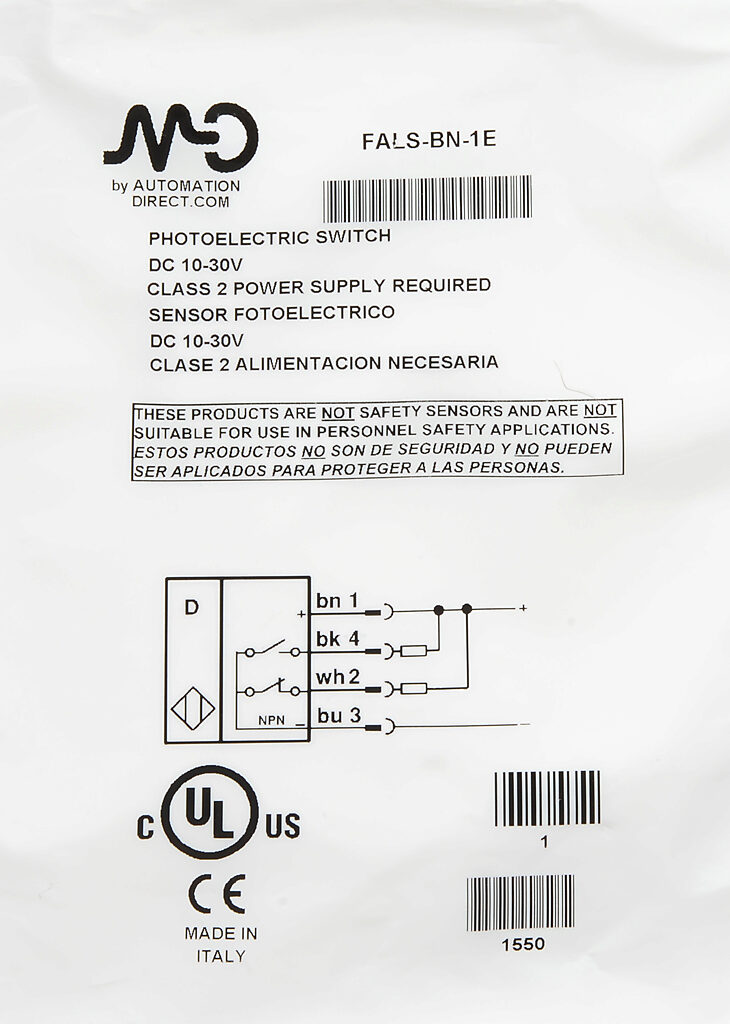 MD
by AUTOMATION
DIRECT.COM
FALS-BN-1E
PHOTOELECTRIC SWITCH
DC 10-30V
CLASS 2 POWER SUPPLY REQUIRED
SENSOR FOTOELECTRICO
DC 10-30V
CLASE 2 ALIMENTACION NECESARIA
THESE PRODUCTS ARE NOT SAFETY SENSORS AND ARE NOT
SUITABLE FOR USE IN PERSONNEL SAFETY APPLICATIONS.
ESTOS PRODUCTOS NO SON DE SEGURIDAD Y NO PUEDEN
SER APLICADOS PARA PROTEGER A LAS PERSONAS.
D
+ bn 1 +
bk 4
wh 2
NPN – bu 3 –
C UL US
CE
MADE IN
ITALY
1
1550